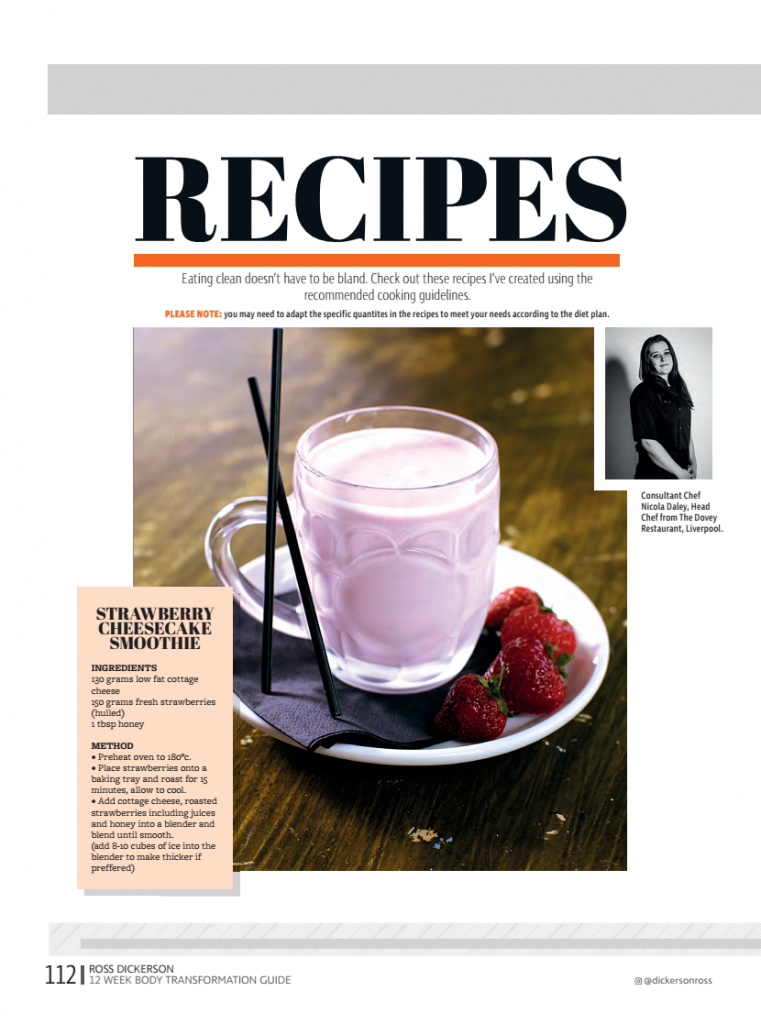 RECIPES
Eating clean doesn't have to be bland. Check out these recipes I've created using the
recommended cooking guidelines.
PLEASE NOTE: you may need to adapt the specific quantites in the recipes to meet your needs according to the diet plan.
Consultant Chef
Nicola Daley, Head
Chef from The Dovey
Restaurant, Liverpool.
STRAWBERRY
CHEESECAKE
SMOOTHIE
INGREDIENTS
130 grams low fat cottage
cheese
150 grams fresh strawberries
(hulled)
1 tbsp honey
METHOD
• Preheat oven to 180°c.
• Place strawberries onto a
baking tray and roast for 15
minutes, allow to cool.
• Add cottage cheese, roasted
strawberries including juices
and honey into a blender and
blend until smooth.
(add 8-10 cubes of ice into the
blender to make thicker if
preffered)
112 ROSS DICKERSON
12 WEEK BODY TRANSFORMATION GUIDE
@dickersonross